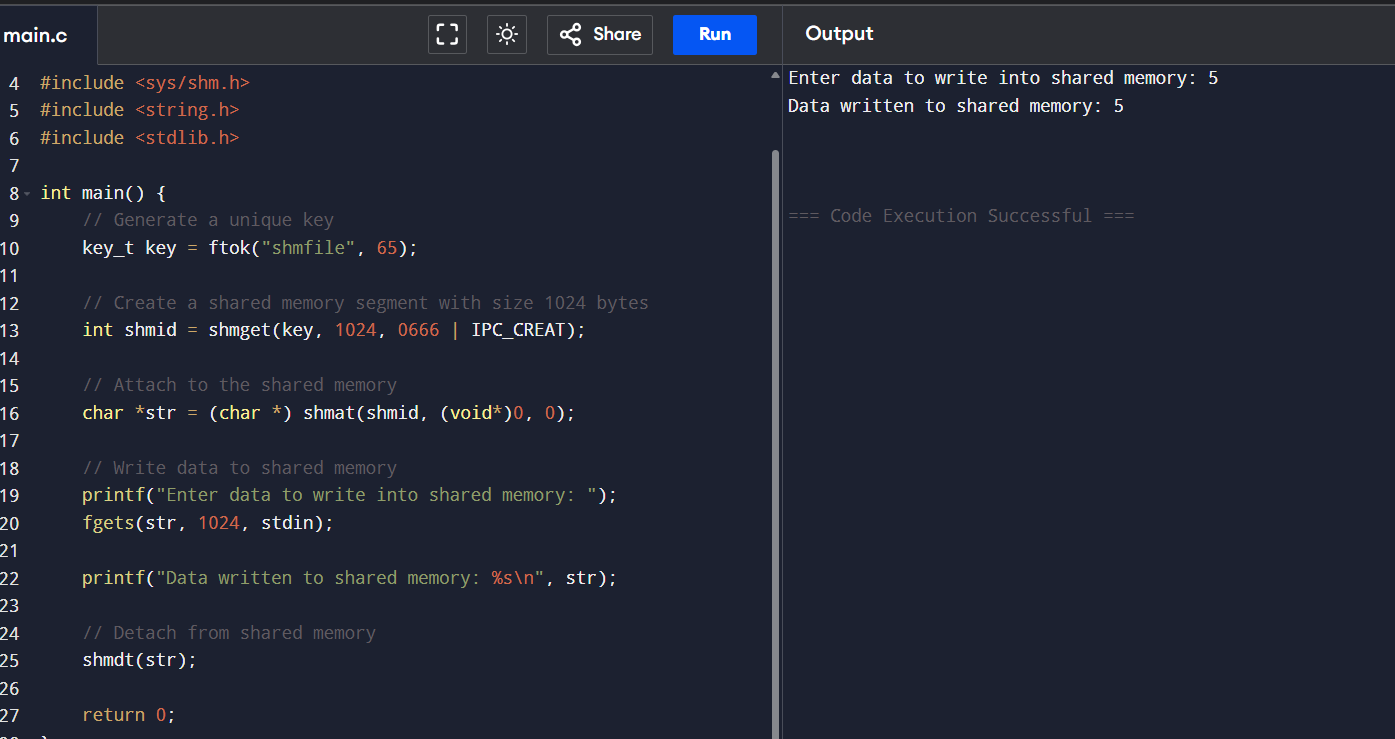 main.c
Share
Run
Output
4 #include <sys/shm.h>
5 #include <string.h>
6 #include <stdlib.h>
7
8 int main() {
9     // Generate a unique key
10     key_t key = ftok("shmfile", 65);
11
12     // Create a shared memory segment with size 1024 bytes
13     int shmid = shmget(key, 1024, 0666 | IPC_CREAT);
14
15     // Attach to the shared memory
16     char *str = (char *) shmat(shmid, (void*)0, 0);
17
18     // Write data to shared memory
19     printf("Enter data to write into shared memory: ");
20     fgets(str, 1024, stdin);
21
22     printf("Data written to shared memory: %s\n", str);
23
24     // Detach from shared memory
25     shmdt(str);
26
27     return 0;
Enter data to write into shared memory: 5
Data written to shared memory: 5
=== Code Execution Successful ===